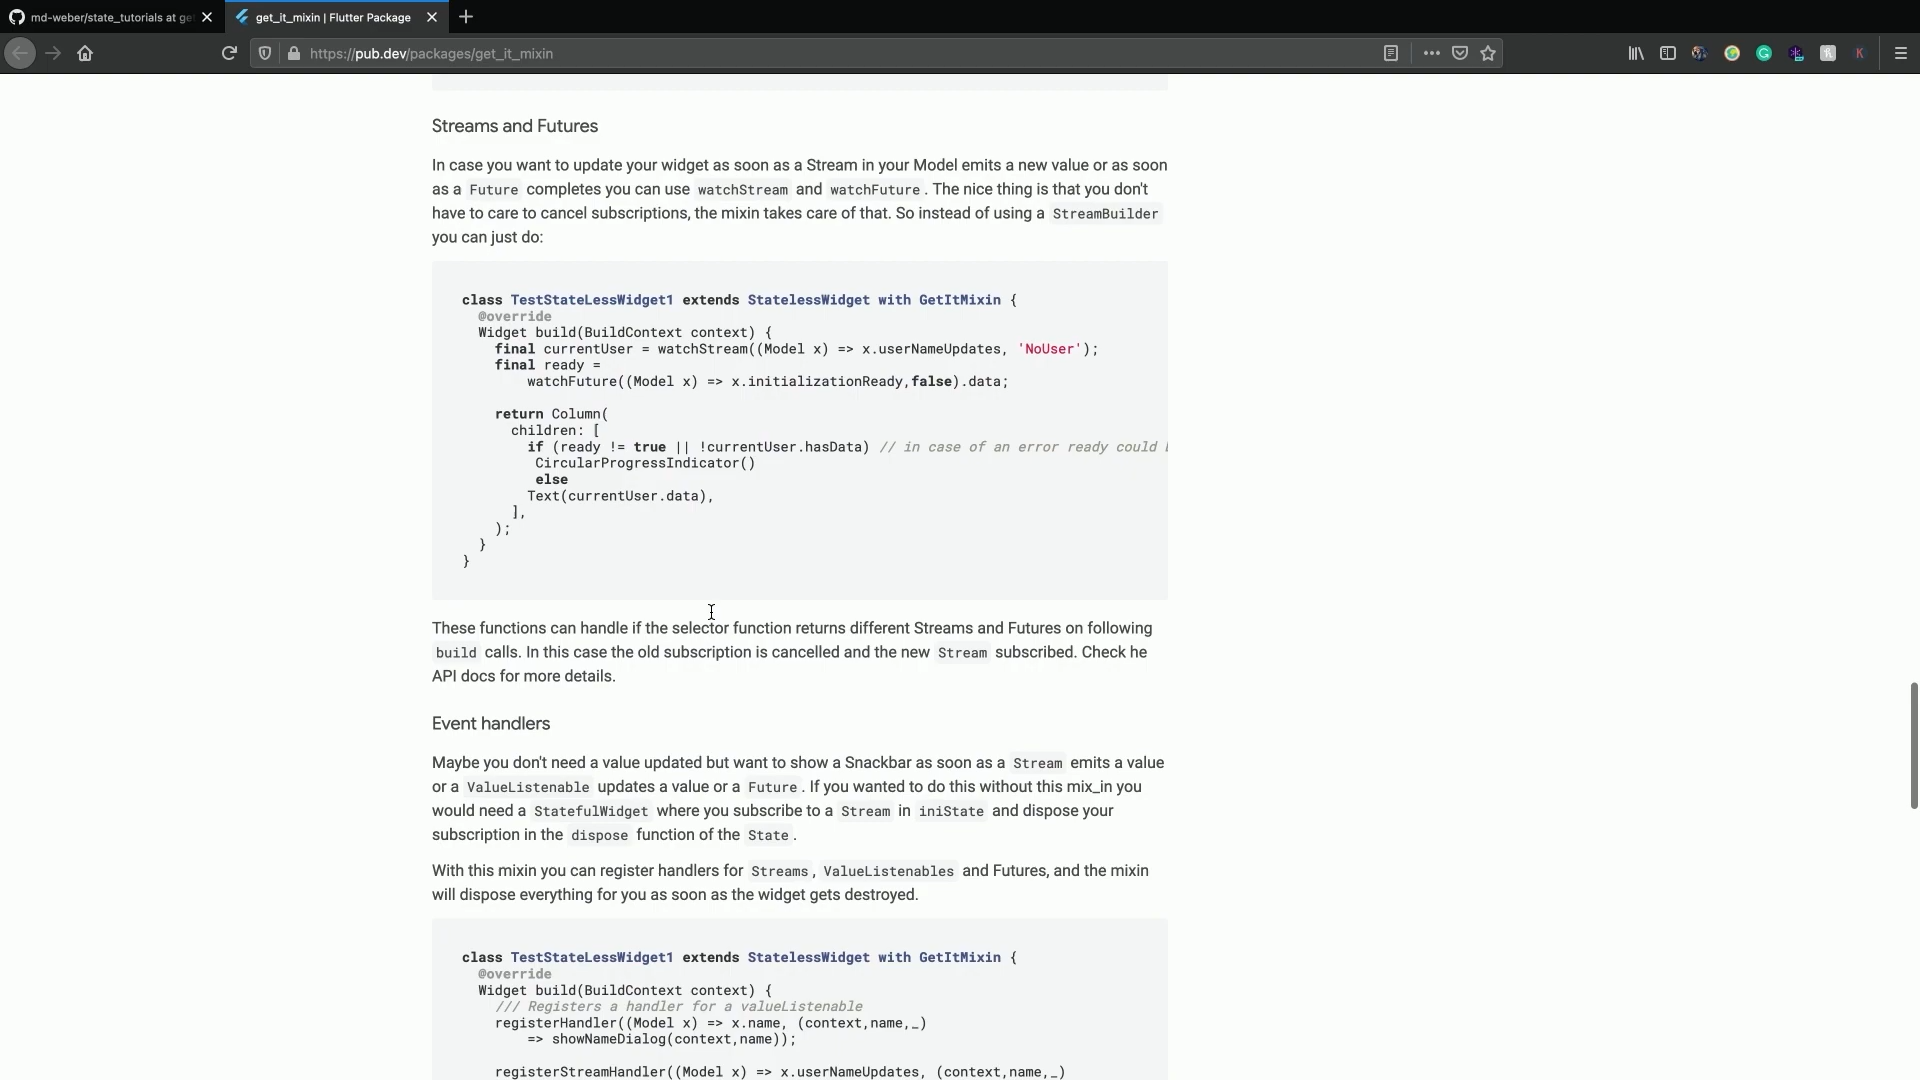 md-weber/state_tutorials at ge
get_it_mixin | Flutter Package
https://pub.dev/packages/get_it_mixin
Streams and Futures
In case you want to update your widget as soon as a Stream in your Model emits a new value or as soon
as a Future completes you can use watchStream and watchFuture. The nice thing is that you don't
have to care to cancel subscriptions, the mixin takes care of that. So instead of using a StreamBuilder
you can just do:
class TestStateLessWidget1 extends StatelessWidget with GetItMixin {
@override
Widget build(BuildContext context) {
final currentUser = watchStream((Model x) => x.userNameUpdates, 'NoUser');
final ready =
watchFuture((Model x) => x.initializationReady,false).data;
return Column(
children: [
if (ready != true || !currentUser.hasData) // in case of an error ready could
CircularProgressIndicator()
else
Text(currentUser.data),
],
);
}
}
These functions can handle if the selector function returns different Streams and Futures on following
build calls. In this case the old subscription is cancelled and the new Stream subscribed. Check he
API docs for more details.
Event handlers
Maybe you don't need a value updated but want to show a Snackbar as soon as a Stream emits a value
or a ValueListenable updates a value or a Future. If you wanted to do this without this mix_in you
would need a StatefulWidget where you subscribe to a Stream in iniState and dispose your
subscription in the dispose function of the State.
With this mixin you can register handlers for Streams, ValueListenables and Futures, and the mixin
will dispose everything for you as soon as the widget gets destroyed.
class TestStateLessWidget1 extends StatelessWidget with GetItMixin {
@override
Widget build(BuildContext context) {
/// Registers a handler for a valueListenable
registerHandler((Model x) => x.name, (context,name,_)
=> showNameDialog(context,name));
registerStreamHandler((Model x) => x.userNameUpdates, (context,name,_)